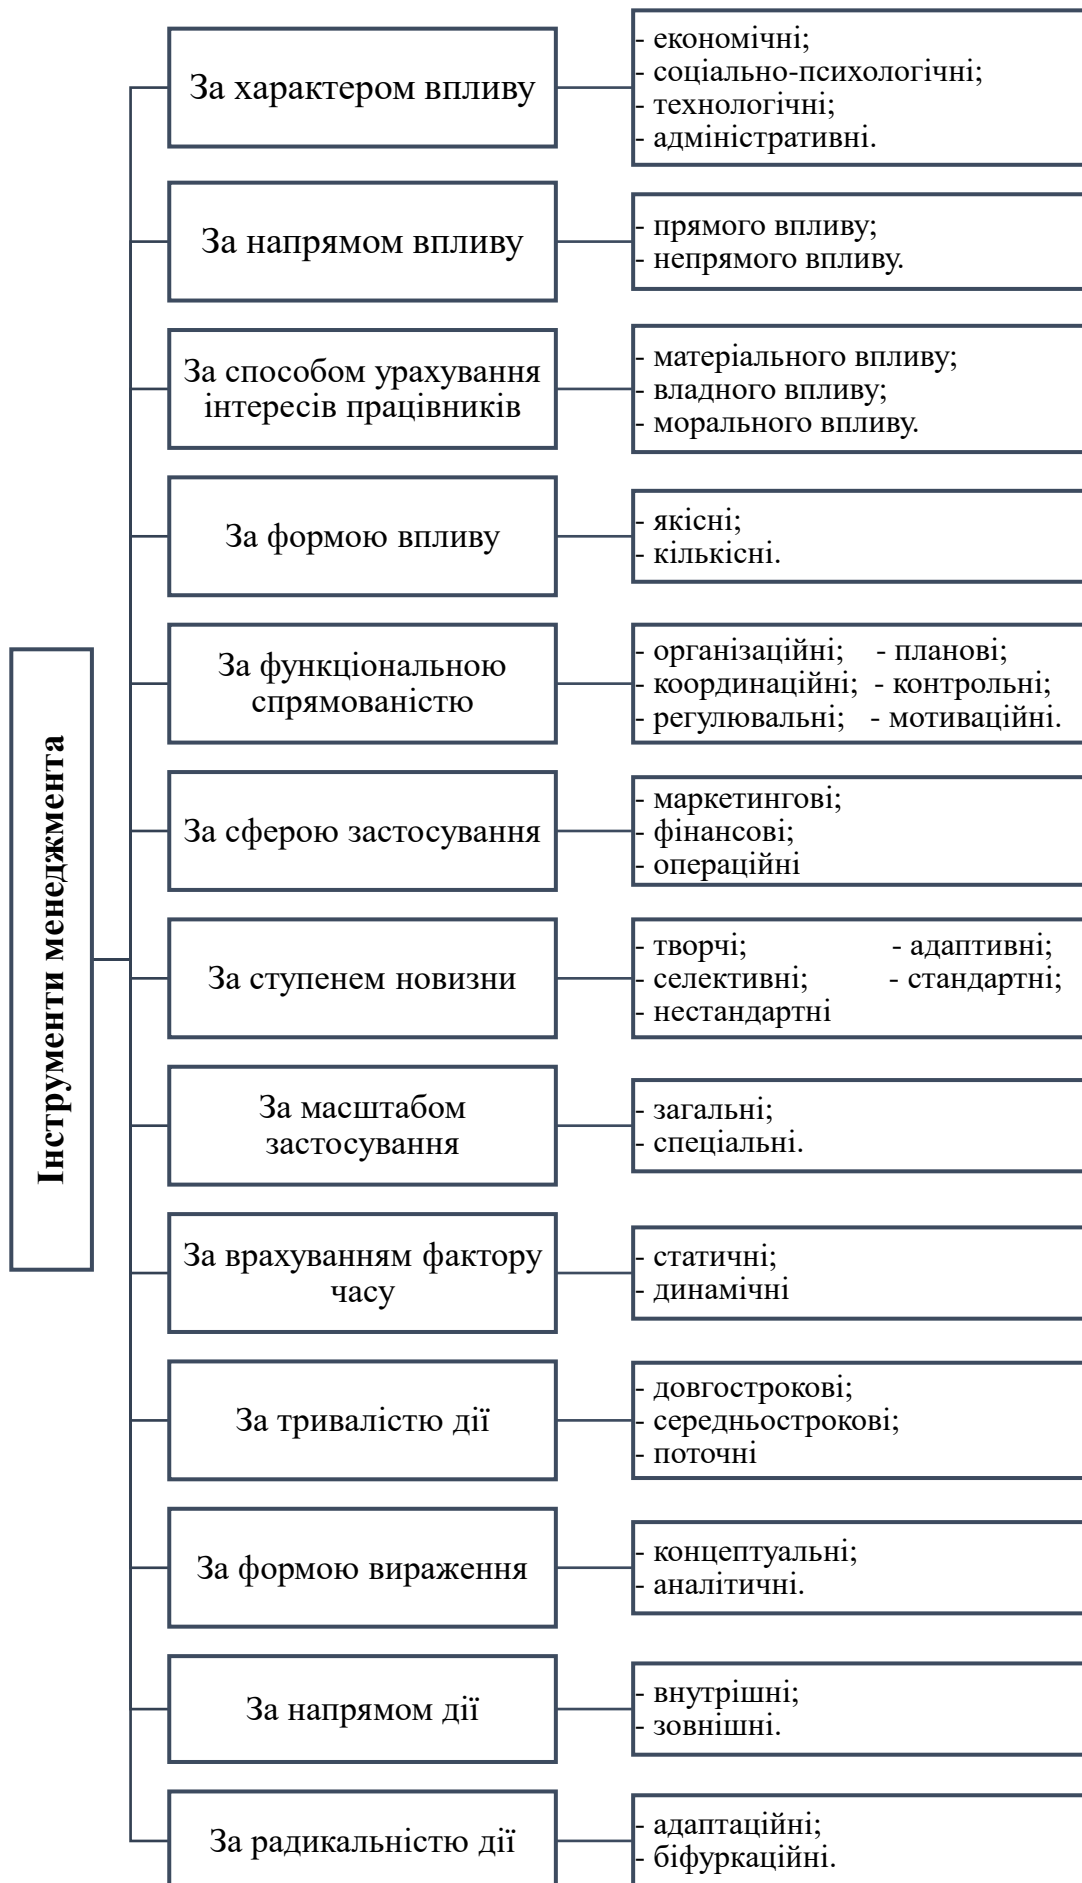 Інструменти менеджмента
За характером впливу
- економічні;
- соціально-психологічні;
- технологічні;
- адміністративні.
За напрямом впливу
- прямого впливу;
- непрямого впливу.
За способом урахування
інтересів працівників
- матеріального впливу;
- владного впливу;
- морального впливу.
За формою впливу
- якісні;
- кількісні.
За функціональною
спрямованістю
- організаційні; - планові;
- координаційні; - контрольні;
- регулювальні; - мотиваційні.
За сферою застосування
- маркетингові;
- фінансові;
- операційні
За ступенем новизни
- творчі; - адаптивні;
- селективні; - стандартні;
- нестандартні
За масштабом
застосування
- загальні;
- спеціальні.
За врахуванням фактору
часу
- статичні;
- динамічні
За тривалістю дії
- довгострокові;
- середньострокові;
- поточні
За формою вираження
- концептуальні;
- аналітичні.
За напрямом дії
- внутрішні;
- зовнішні.
За радикальністю дії
- адаптаційні;
- біфуркаційні.